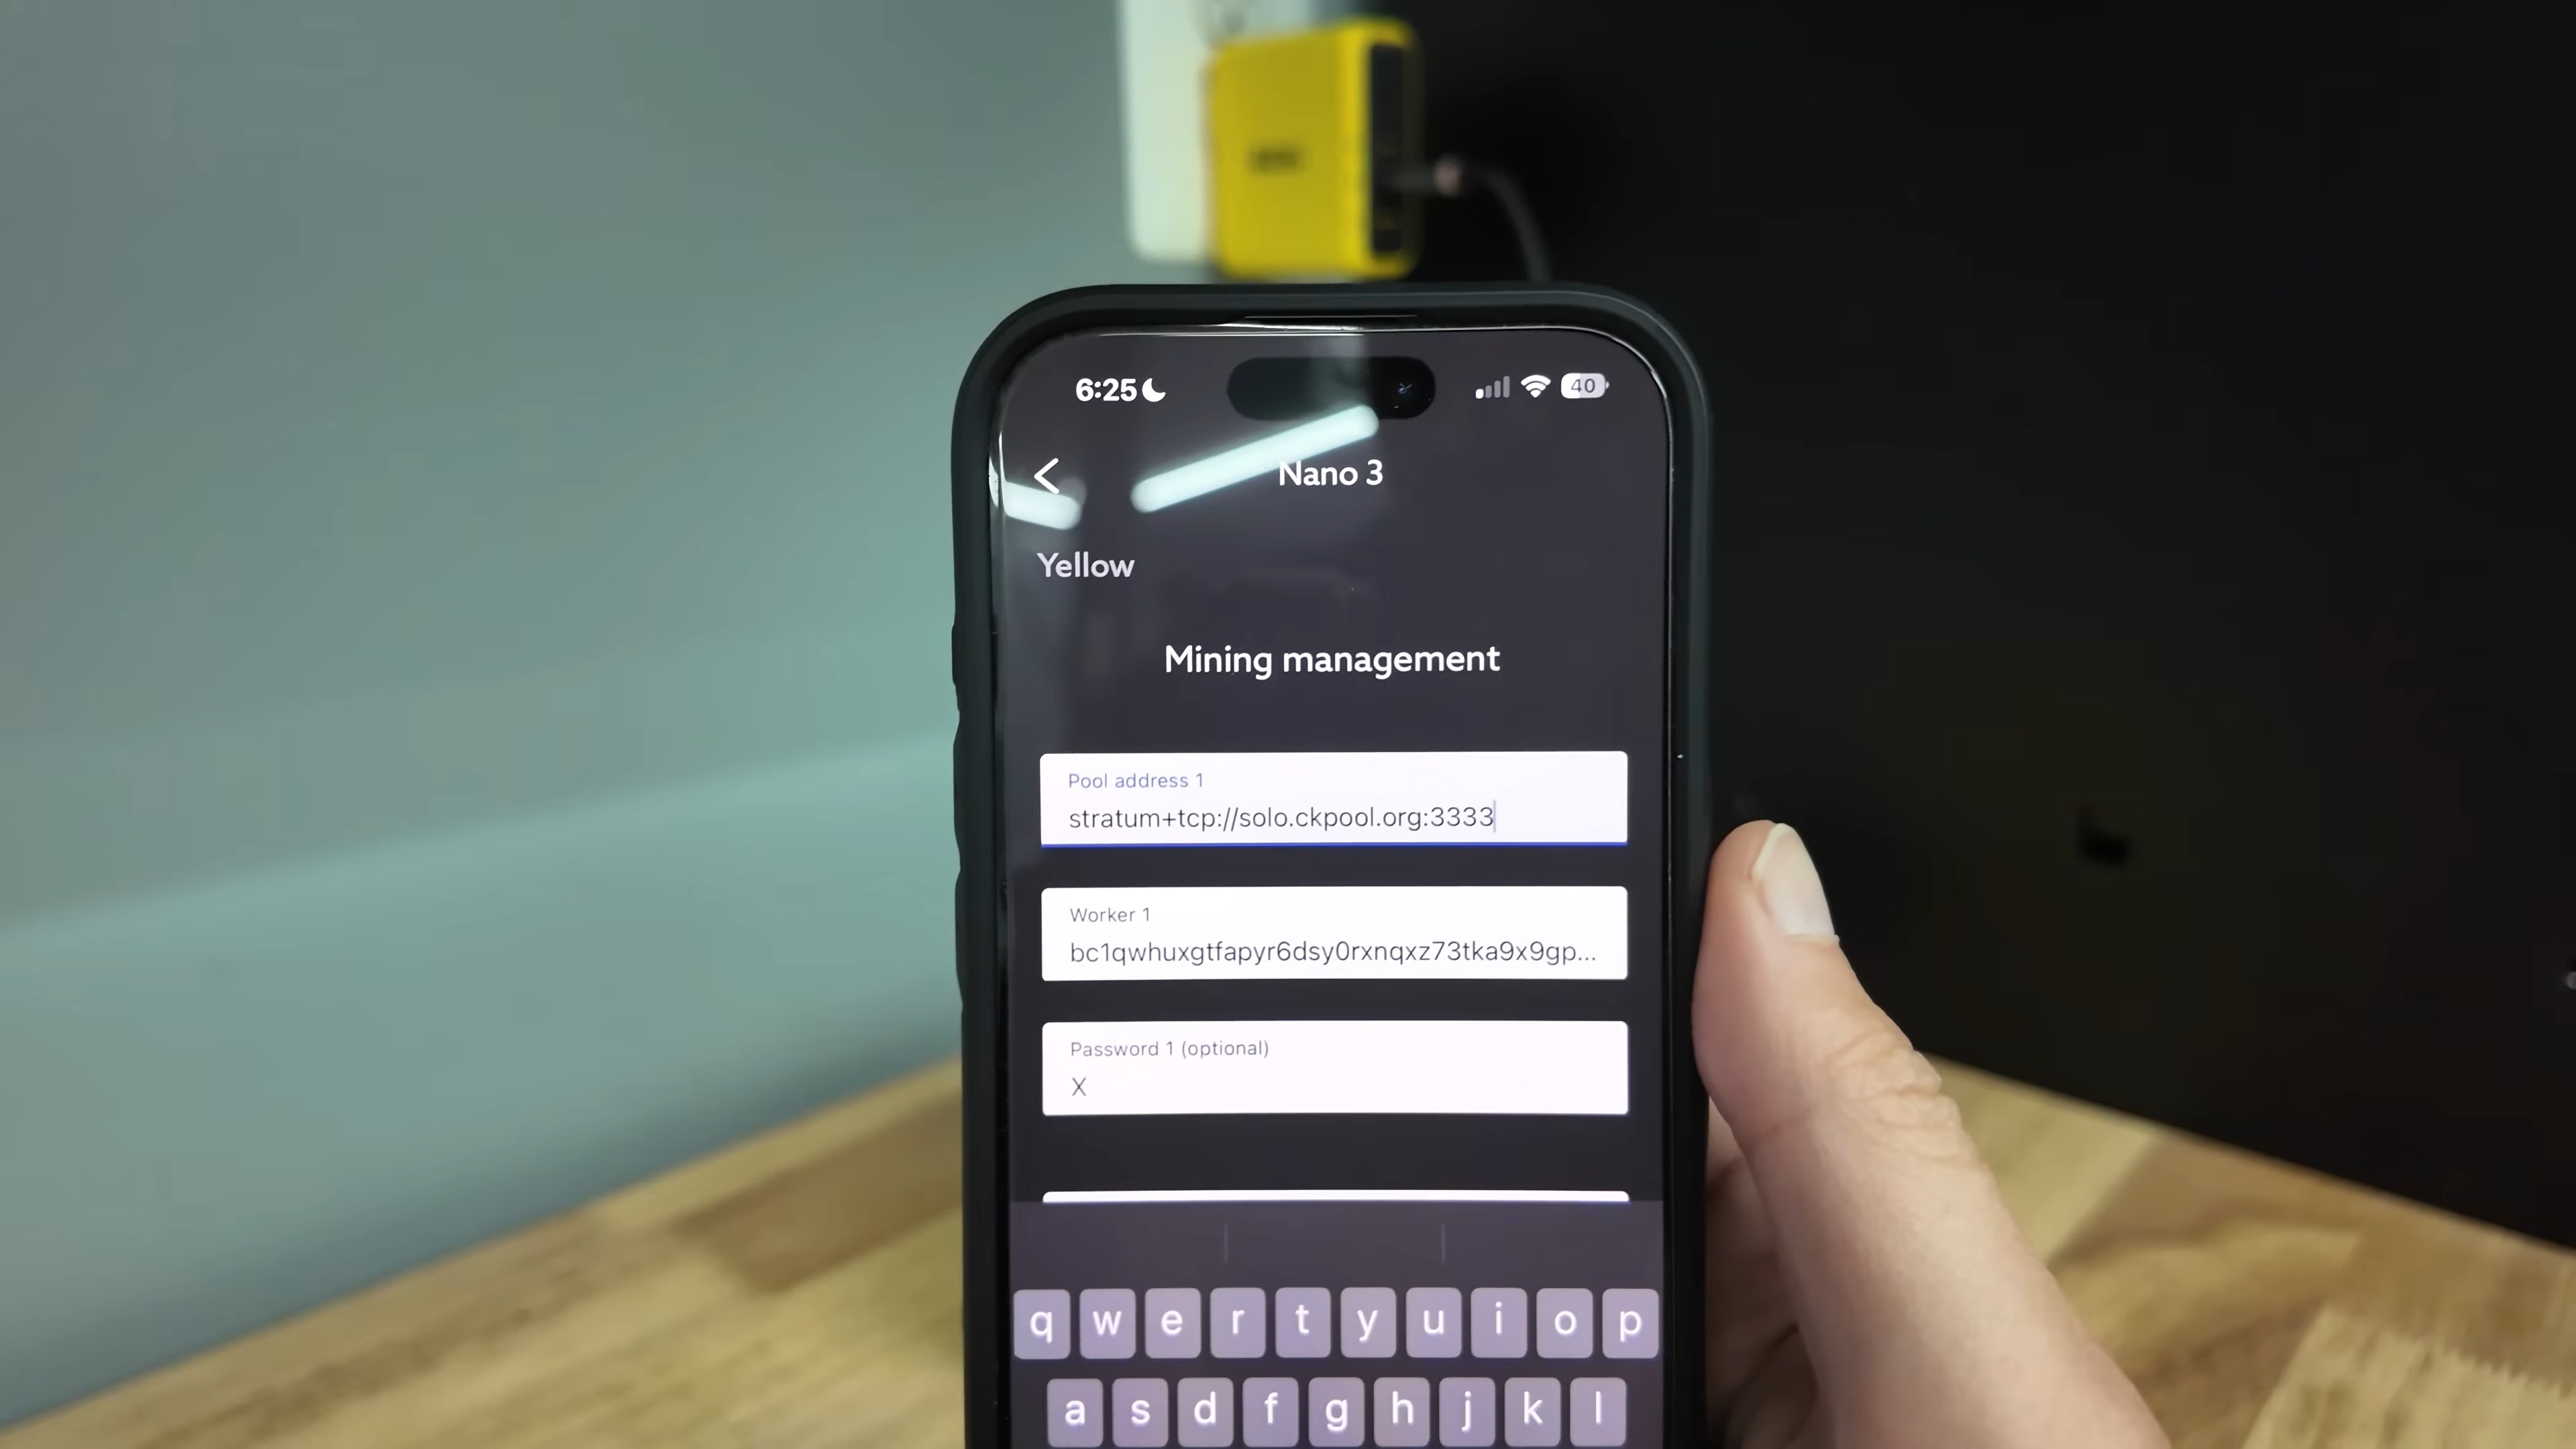 6:25
40
Nano 3
Yellow
Mining management
Pool address 1
stratum+tcp://solo.ckpool.org:3333
Worker 1
bc1qwhuxgtfapyr6dsy0rxnqxz73tka9x9gp...
Password 1 (optional)
X
q w e r t y u i o p
a s d f g h j k l